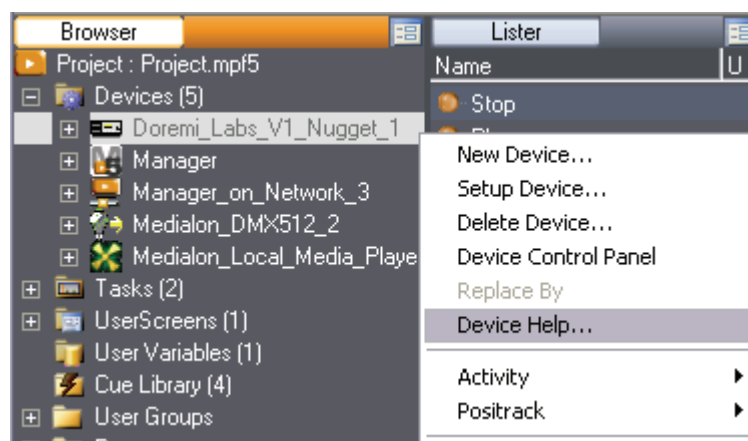 Browser
Project : Project.mpf5
Devices (5)
Doremi_Labs_V1_Nugget_1
Manager
Manager_on_Network_3
Medialon_DMX512_2
Medialon_Local_Media_Playe
Tasks (2)
UserScreens (1)
User Variables (1)
Cue Library (4)
User Groups
Lister
Name U
Stop
New Device...
Setup Device...
Delete Device...
Device Control Panel
Replace By
Device Help...
Activity
Positrack